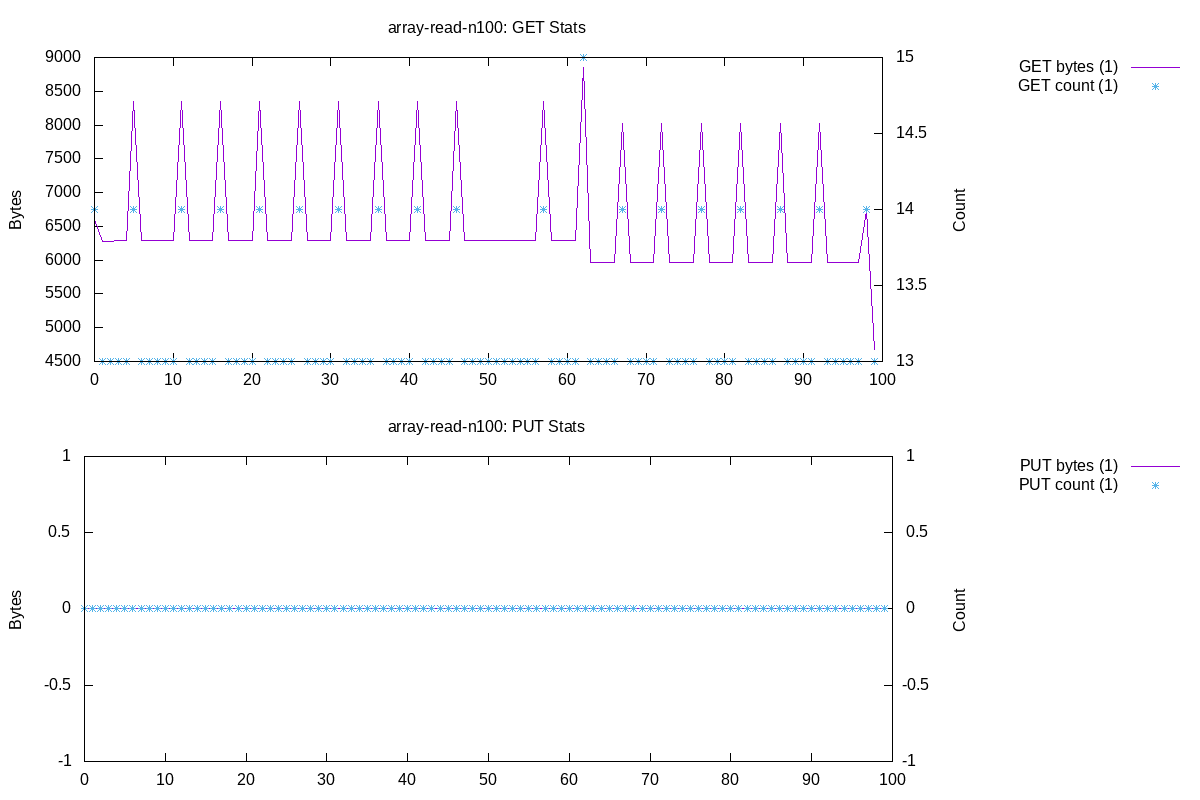 array-read-n100: GET Stats
GET bytes (1)
GET count (1)
9000
8500
8000
7500
7000
6500
6000
5500
5000
4500
Bytes
15
14.5
14
13.5
13
Count
0 10 20 30 40 50 60 70 80 90 100
array-read-n100: PUT Stats
PUT bytes (1)
PUT count (1)
1
0.5
0
-0.5
-1
Bytes
1
0.5
0
-0.5
-1
Count
0 10 20 30 40 50 60 70 80 90 100